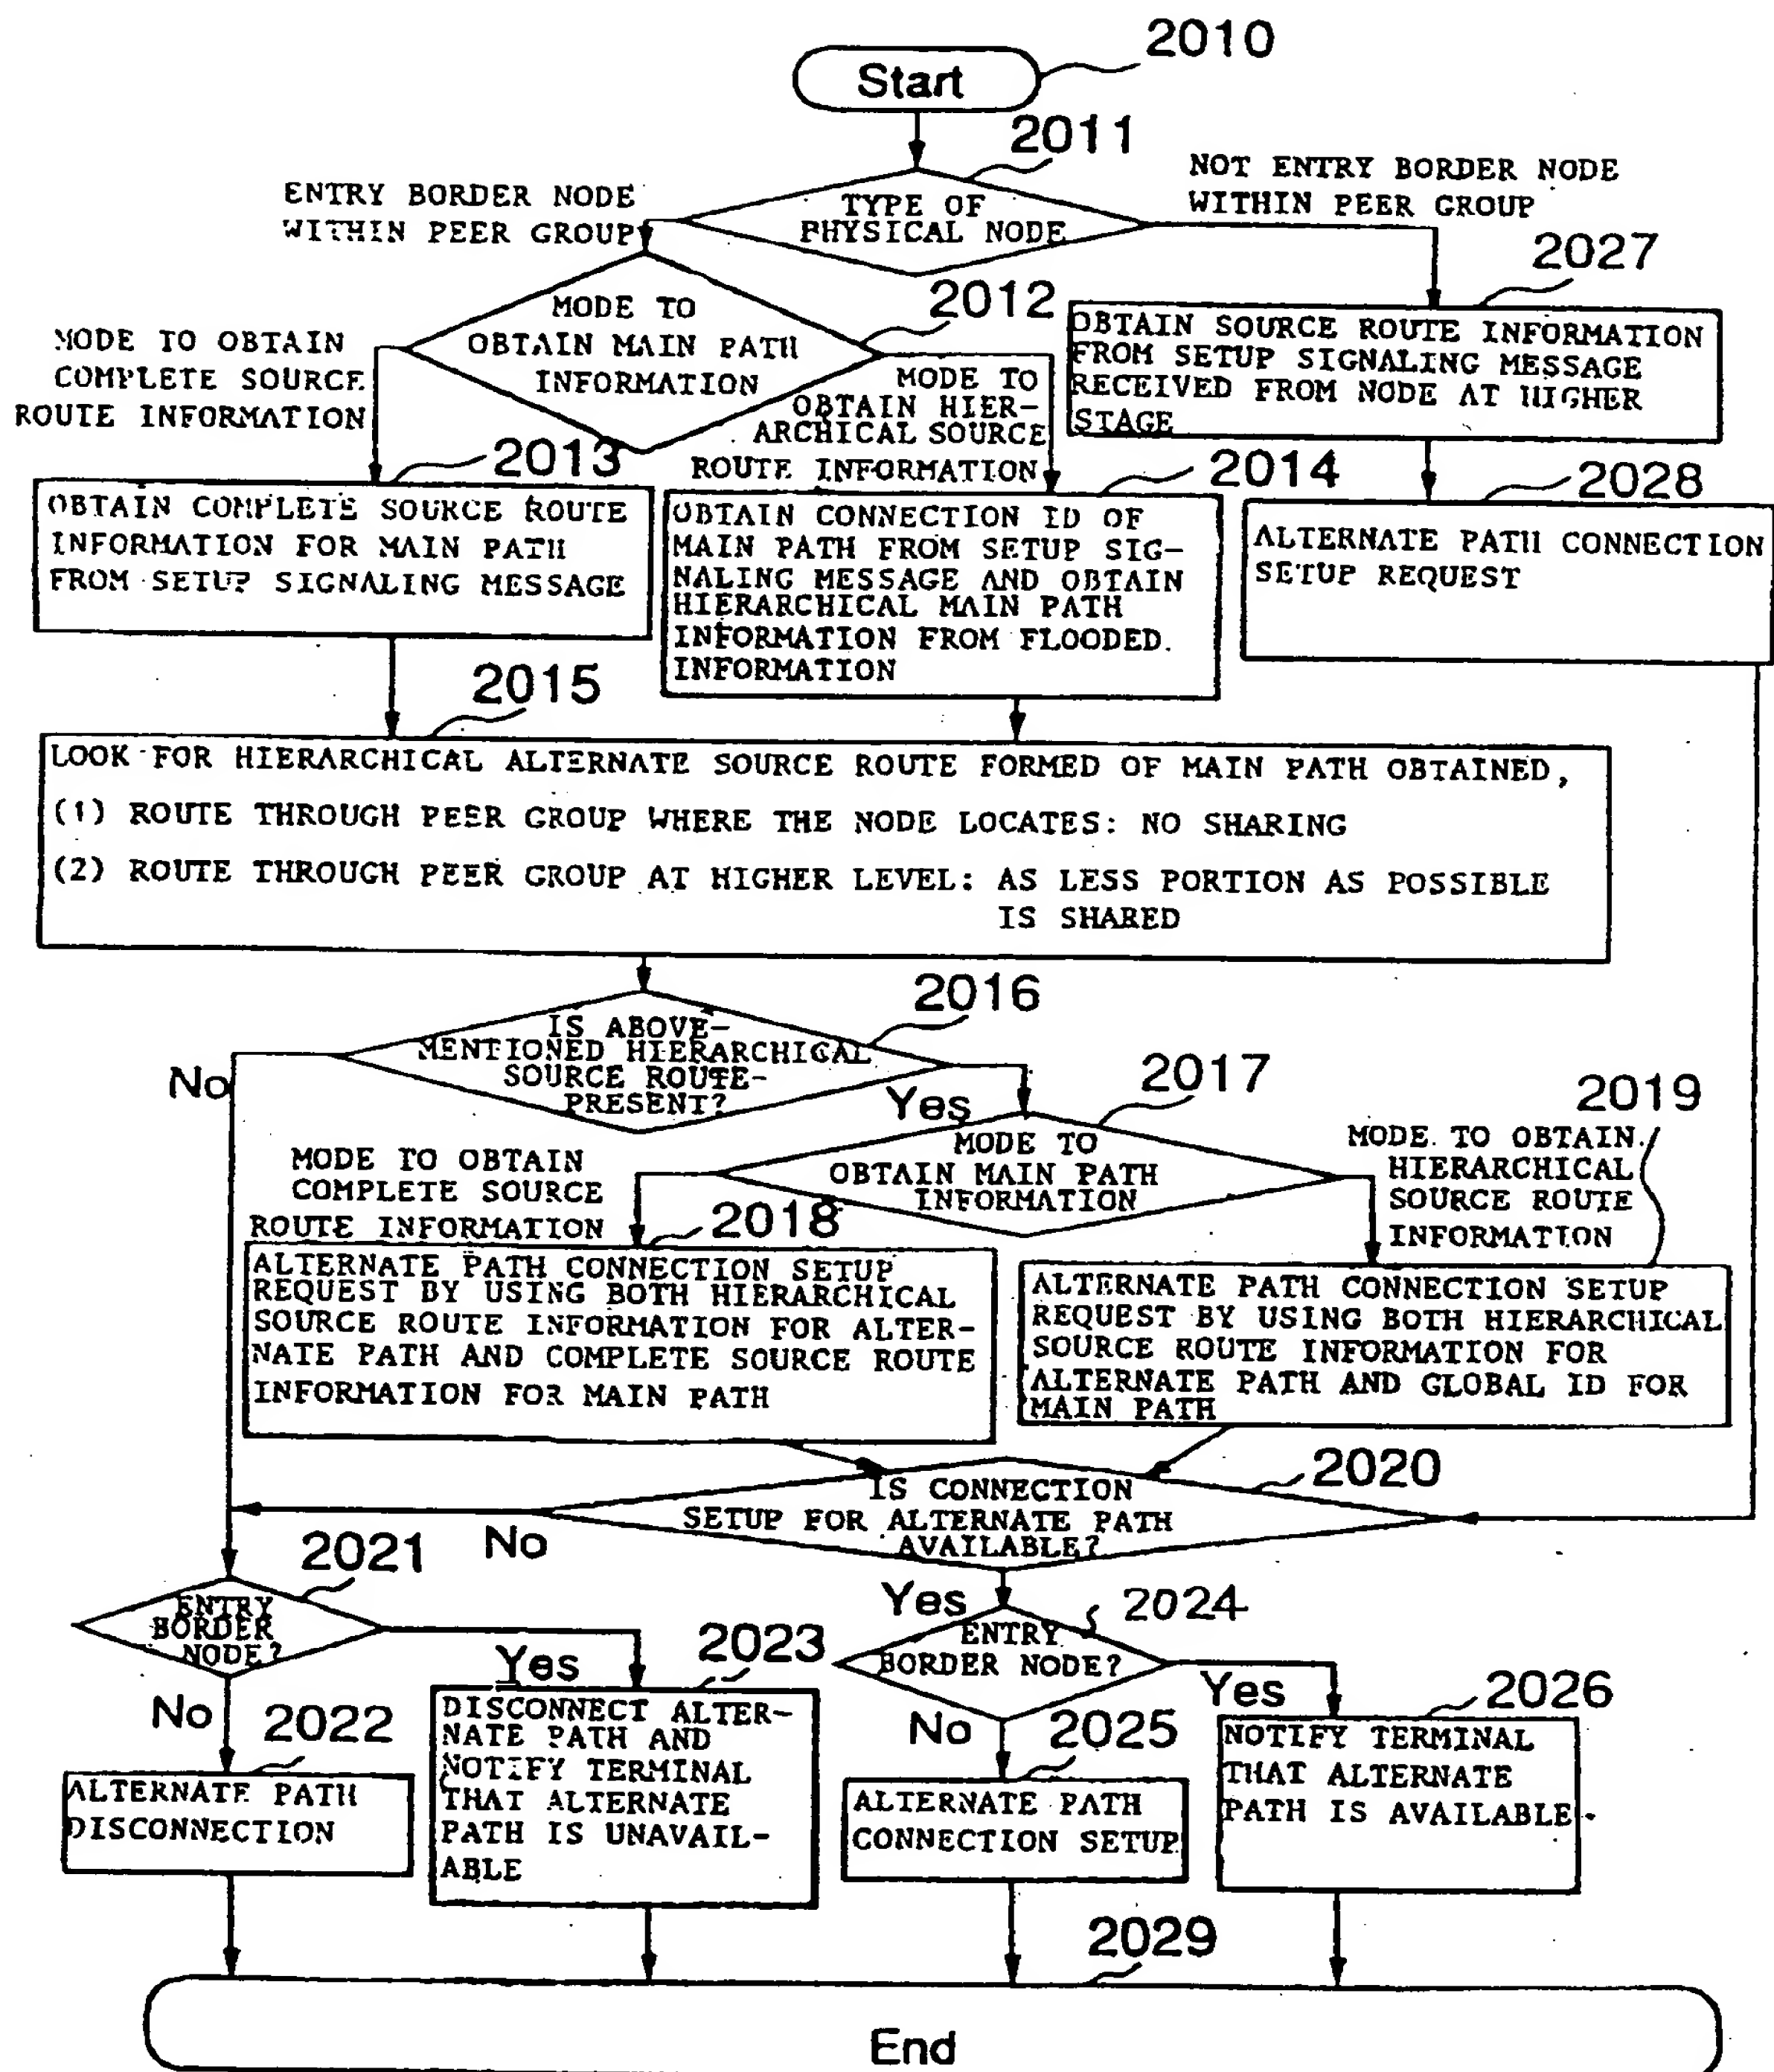 2010
Start
2011
ENTRY BORDER NODE
WITHIN PEER GROUP
TYPE OF
PHYSICAL NODE
NOT ENTRY BORDER NODE
WITHIN PEER GROUP
2012
MODE TO
OBTAIN MAIN PATH
INFORMATION
MODE TO OBTAIN
COMPLETE SOURCE
ROUTE INFORMATION
MODE TO
OBTAIN HIER-
ARCHICAL SOURCE
ROUTE INFORMATION
2027
OBTAIN SOURCE ROUTE INFORMATION
FROM SETUP SIGNALING MESSAGE
RECEIVED FROM NODE AT HIGHER
STAGE
2013
OBTAIN COMPLETE SOURCE ROUTE
INFORMATION FOR MAIN PATH
FROM SETUP SIGNALING MESSAGE
2014
OBTAIN CONNECTION ID OF
MAIN PATH FROM SETUP SIG-
NALING MESSAGE AND OBTAIN
HIERARCHICAL MAIN PATH
INFORMATION FROM FLOODED
INFORMATION
2028
ALTERNATE PATH CONNECTION
SETUP REQUEST
2015
LOOK FOR HIERARCHICAL ALTERNATE SOURCE ROUTE FORMED OF MAIN PATH OBTAINED,
(1) ROUTE THROUGH PEER GROUP WHERE THE NODE LOCATES: NO SHARING
(2) ROUTE THROUGH PEER GROUP AT HIGHER LEVEL: AS LESS PORTION AS POSSIBLE
IS SHARED
2016
IS ABOVE-
MENTIONED HIERARCHICAL
SOURCE ROUTE
PRESENT?
No
Yes
2017
MODE TO
OBTAIN MAIN PATH
INFORMATION
MODE TO OBTAIN
COMPLETE SOURCE
ROUTE INFORMATION
2019
MODE TO OBTAIN
HIERARCHICAL
SOURCE ROUTE
INFORMATION
2018
ALTERNATE PATH CONNECTION SETUP
REQUEST BY USING BOTH HIERARCHICAL
SOURCE ROUTE INFORMATION FOR ALTER-
NATE PATH AND COMPLETE SOURCE ROUTE
INFORMATION FOR MAIN PATH
ALTERNATE PATH CONNECTION SETUP
REQUEST BY USING BOTH HIERARCHICAL
SOURCE ROUTE INFORMATION FOR
ALTERNATE PATH AND GLOBAL ID FOR
MAIN PATH
2020
IS CONNECTION
SETUP FOR ALTERNATE PATH
AVAILABLE?
No
Yes
2021
ENTRY
BORDER
NODE?
Yes
No
2022
ALTERNATE PATH
DISCONNECTION
2023
DISCONNECT ALTER-
NATE PATH AND
NOTIFY TERMINAL
THAT ALTERNATE
PATH IS UNAVAIL-
ABLE
2024
ENTRY
BORDER NODE?
Yes
No
2025
ALTERNATE PATH
CONNECTION SETUP
2026
NOTIFY TERMINAL
THAT ALTERNATE
PATH IS AVAILABLE
2029
End